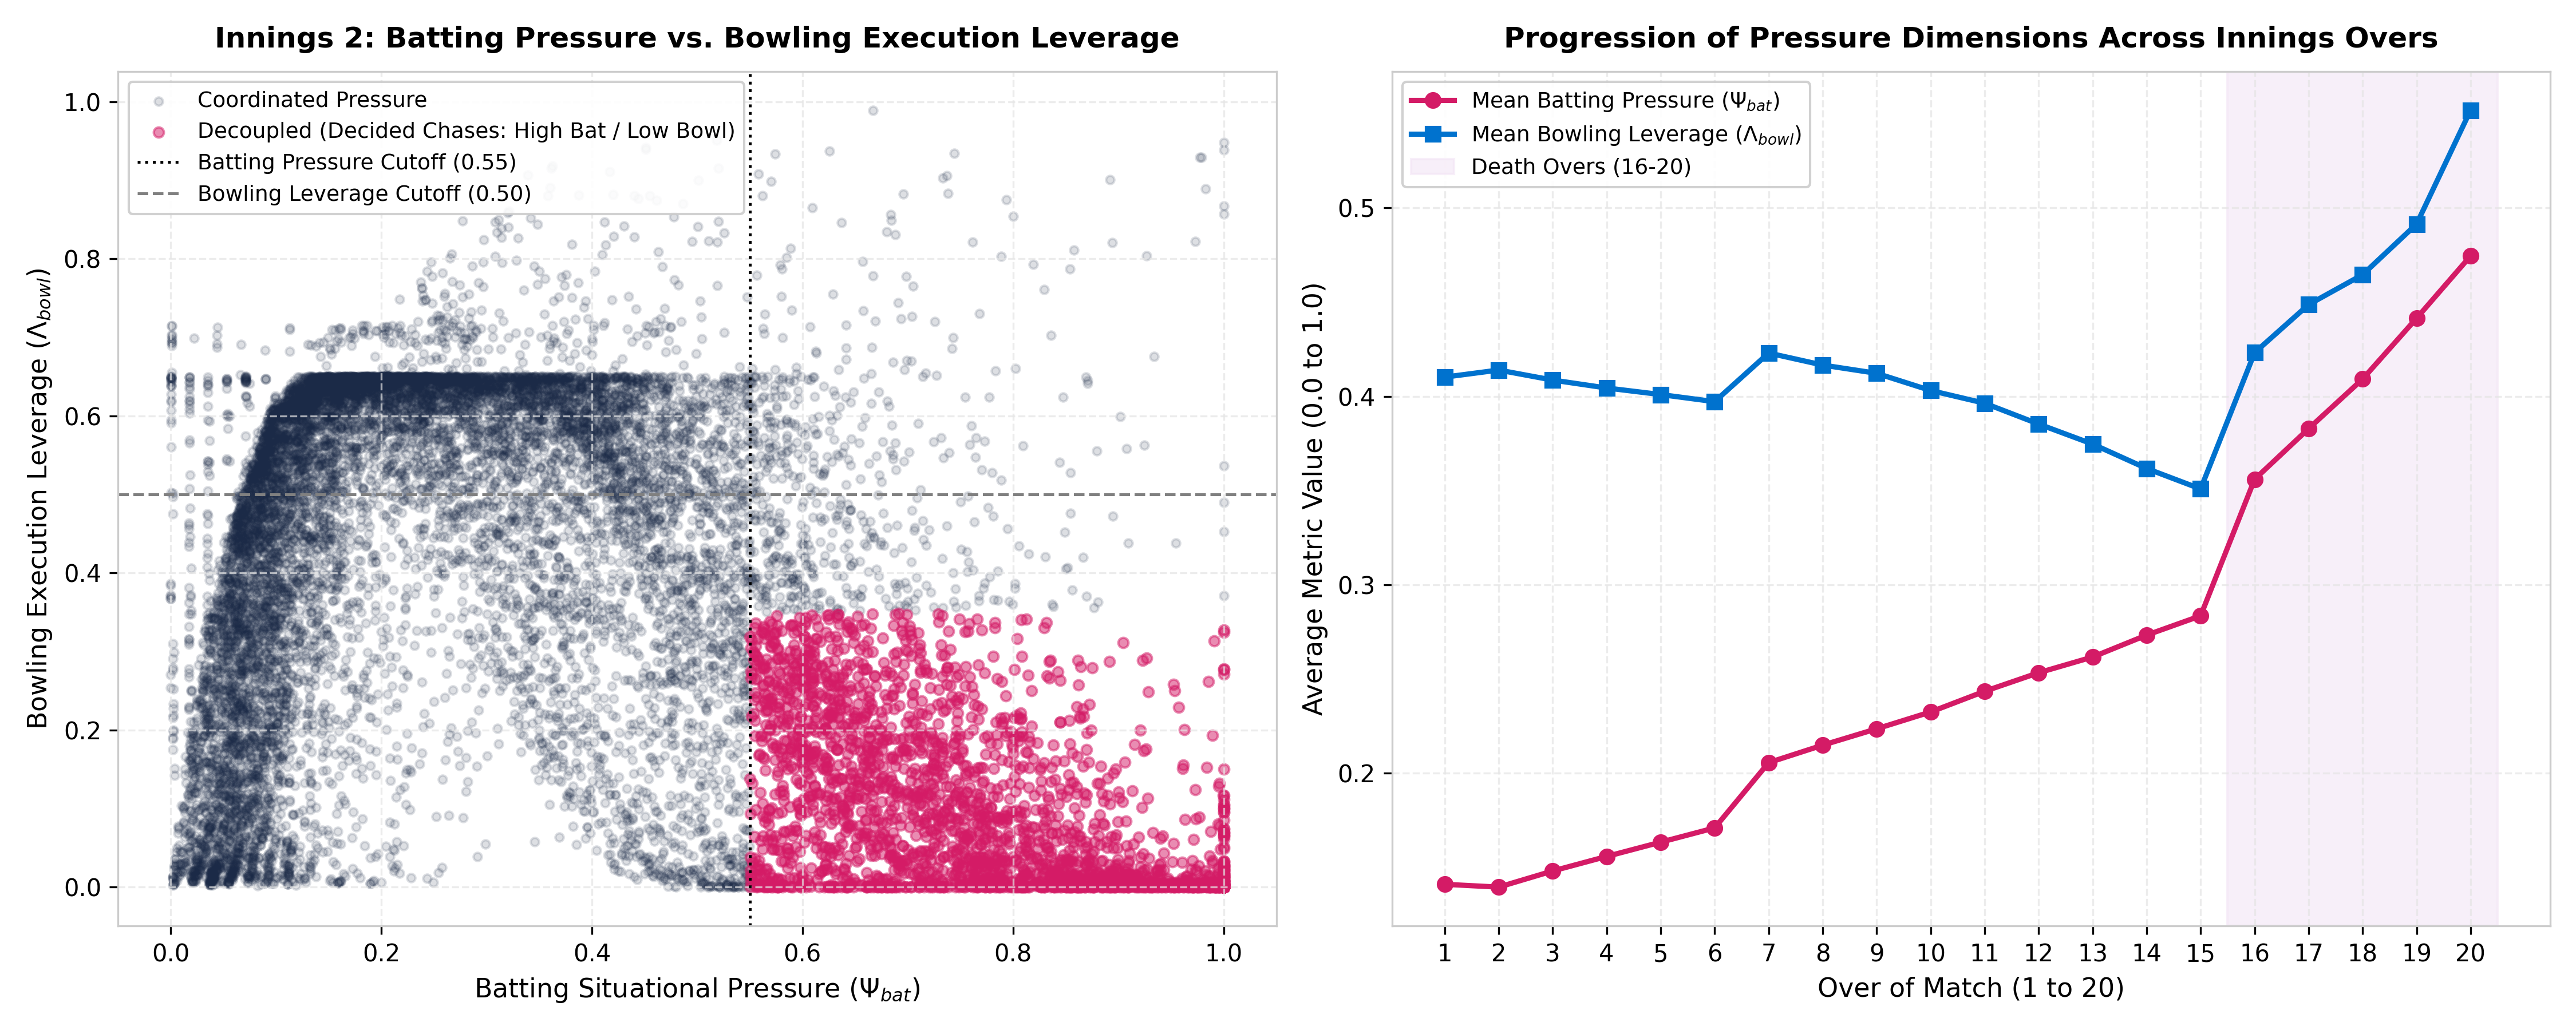 Innings 2: Batting Pressure vs. Bowling Execution Leverage
Coordinated Pressure
Decoupled (Decided Chases: High Bat / Low Bowl)
Batting Pressure Cutoff (0.55)
Bowling Leverage Cutoff (0.50)
1.0
0.8
0.6
0.4
0.2
0.0
Bowling Execution Leverage (Λbowl)
0.0 0.2 0.4 0.6 0.8 1.0
Batting Situational Pressure (Ψbat)
Progression of Pressure Dimensions Across Innings Overs
Mean Batting Pressure (Ψbat)
Mean Bowling Leverage (Λbowl)
Death Overs (16-20)
0.5
0.4
0.3
0.2
Average Metric Value (0.0 to 1.0)
1 2 3 4 5 6 7 8 9 10 11 12 13 14 15 16 17 18 19 20
Over of Match (1 to 20)